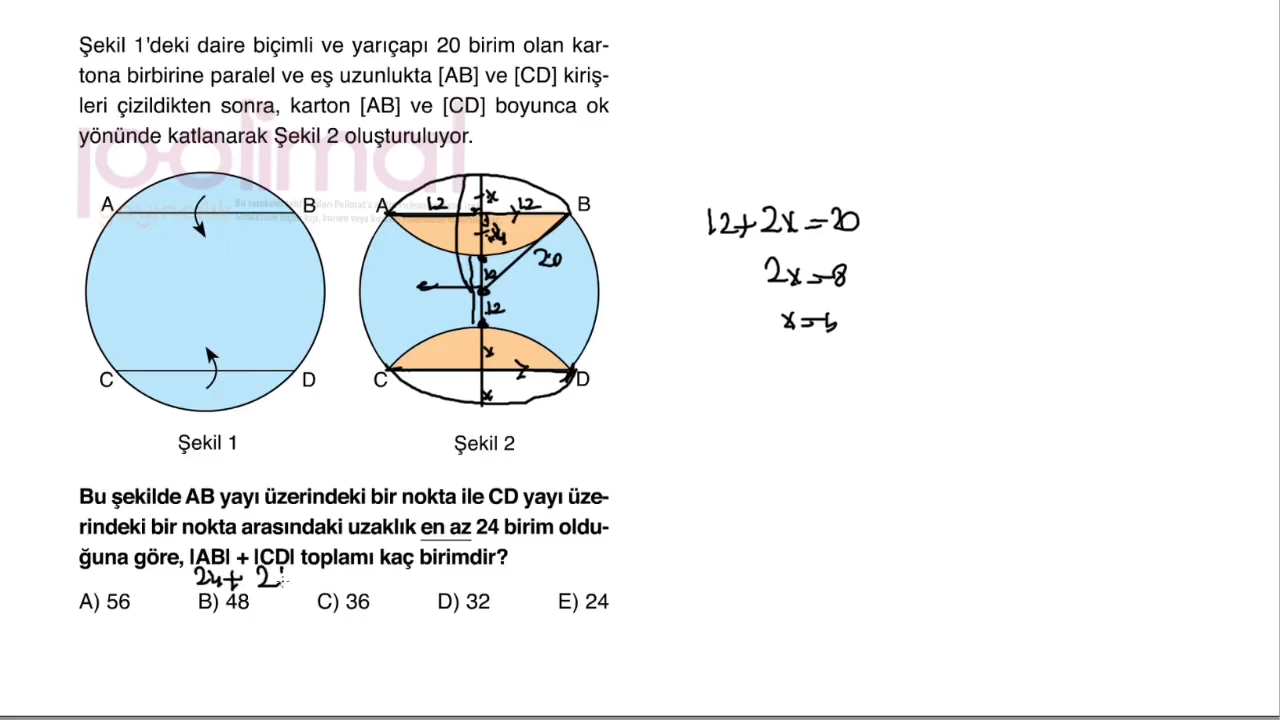 Şekil 1'deki daire biçimli ve yarıçapı 20 birim olan kar-
tona birbirine paralel ve eş uzunlukta [AB] ve [CD] kiriş-
leri çizildikten sonra, karton [AB] ve [CD] boyunca ok
yönünde katlanarak Şekil 2 oluşturuluyor.
polimat
yayıncılık
A B
C D
Şekil 1
A 12 x 12 B
20
12
x
C D
x
Şekil 2
12+2x=20
2x=8
Bu şekilde AB yayı üzerindeki bir nokta ile CD yayı üze-
rindeki bir nokta arasındaki uzaklık en az 24 birim oldu-
ğuna göre, |AB| + |CD| toplamı kaç birimdir?
24+ 2
A) 56 B) 48 C) 36 D) 32 E) 24